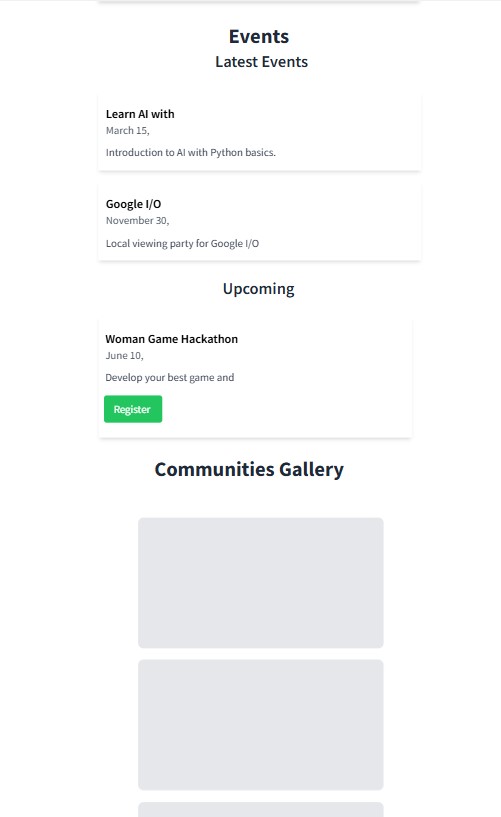 Events
Latest Events
Learn AI with
March 15,
Introduction to AI with Python basics.
Google I/O
November 30,
Local viewing party for Google I/O
Upcoming
Woman Game Hackathon
June 10,
Develop your best game and
Register
Communities Gallery